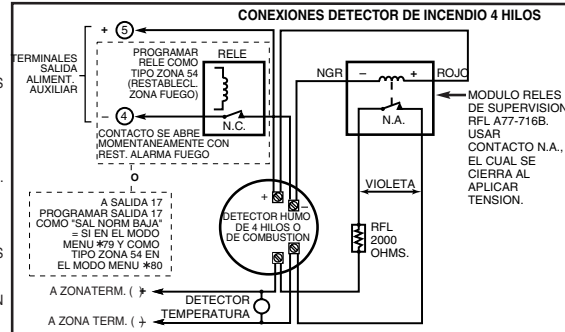 CONEXIONES DETECTOR DE INCENDIO 4 HILOS
TERMINALES
SALIDA
ALIMENT.
AUXILIAR
+ 5
– 4
PROGRAMAR
RELE COMO
TIPO ZONA 54
(RESTABLECL.
ZONA FUEGO)
RELE
N.C.
CONTACTO SE ABRE
MOMENTANEAMENTE CON
REST. ALARMA FUEGO
O
A SALIDA 17
PROGRAMAR SALIDA 17
COMO "SAL NORM BAJA"
= SI EN EL MODO
MENU *79 Y COMO
TIPO ZONA 54 EN
EL MODO MENU *80
NGR
– +
ROJO
N.A.
MODULO RELES
DE SUPERVISION
RFL A77-716B.
USAR
CONTACTO N.A.,
EL CUAL SE
CIERRA AL
APLICAR
TENSION.
VIOLETA
RFL
2000
OHMS.
+ –
DETECTOR HUMO
DE 4 HILOS O
DE COMBUSTION
A ZONATERM. ( )+
DETECTOR
TEMPERATURA
A ZONA TERM. ( )-
S
.
S
N